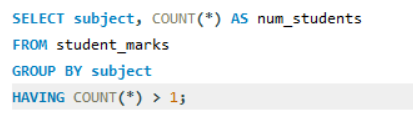 SELECT subject, COUNT(*) AS num_students
FROM student_marks
GROUP BY subject
HAVING COUNT(*) > 1;